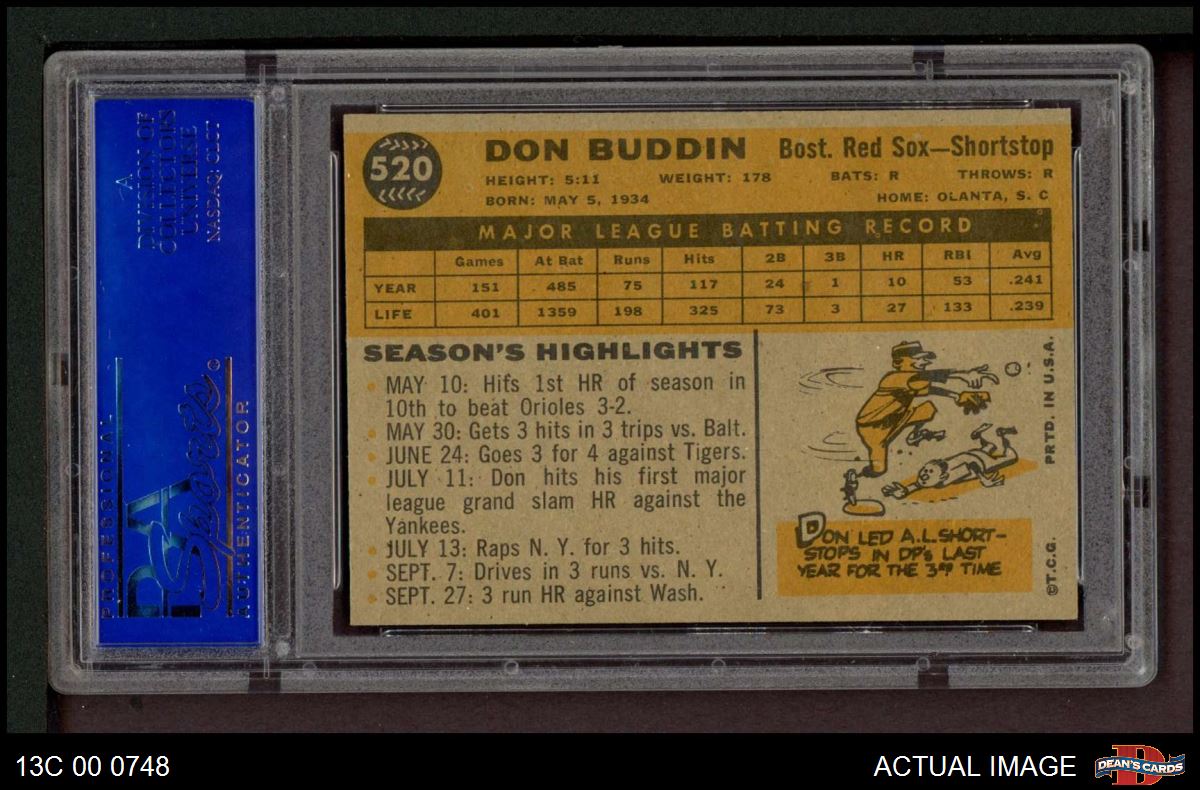 A
DIVISION OF
COLLECTORS
UNIVERSE
NASDAQ: CLCT
PROFESSIONAL
PSA
Sports
AUTHENTICATOR
520
DON BUDDIN Bost. Red Sox—Shortstop
HEIGHT: 5:11 WEIGHT: 178 BATS: R THROWS: R
BORN: MAY 5, 1934 HOME: OLANTA, S. C
MAJOR LEAGUE BATTING RECORD
Games At Bat Runs Hits 2B 3B HR RBI Avg
YEAR 151 485 75 117 24 1 10 53 .241
LIFE 401 1359 198 325 73 3 27 133 .239
SEASON'S HIGHLIGHTS
MAY 10: Hits 1st HR of season in
10th to beat Orioles 3-2.
MAY 30: Gets 3 hits in 3 trips vs. Balt.
JUNE 24: Goes 3 for 4 against Tigers.
JULY 11: Don hits his first major
league grand slam HR against the
Yankees.
JULY 13: Raps N. Y. for 3 hits.
SEPT. 7: Drives in 3 runs vs. N. Y.
SEPT. 27: 3 run HR against Wash.
DON LED A.L. SHORT-
STOPS IN DP's LAST
YEAR FOR THE 3RD TIME
©T.C.G. PRTD. IN U.S.A.
13C 00 0748
ACTUAL IMAGE
DEAN'S CARDS